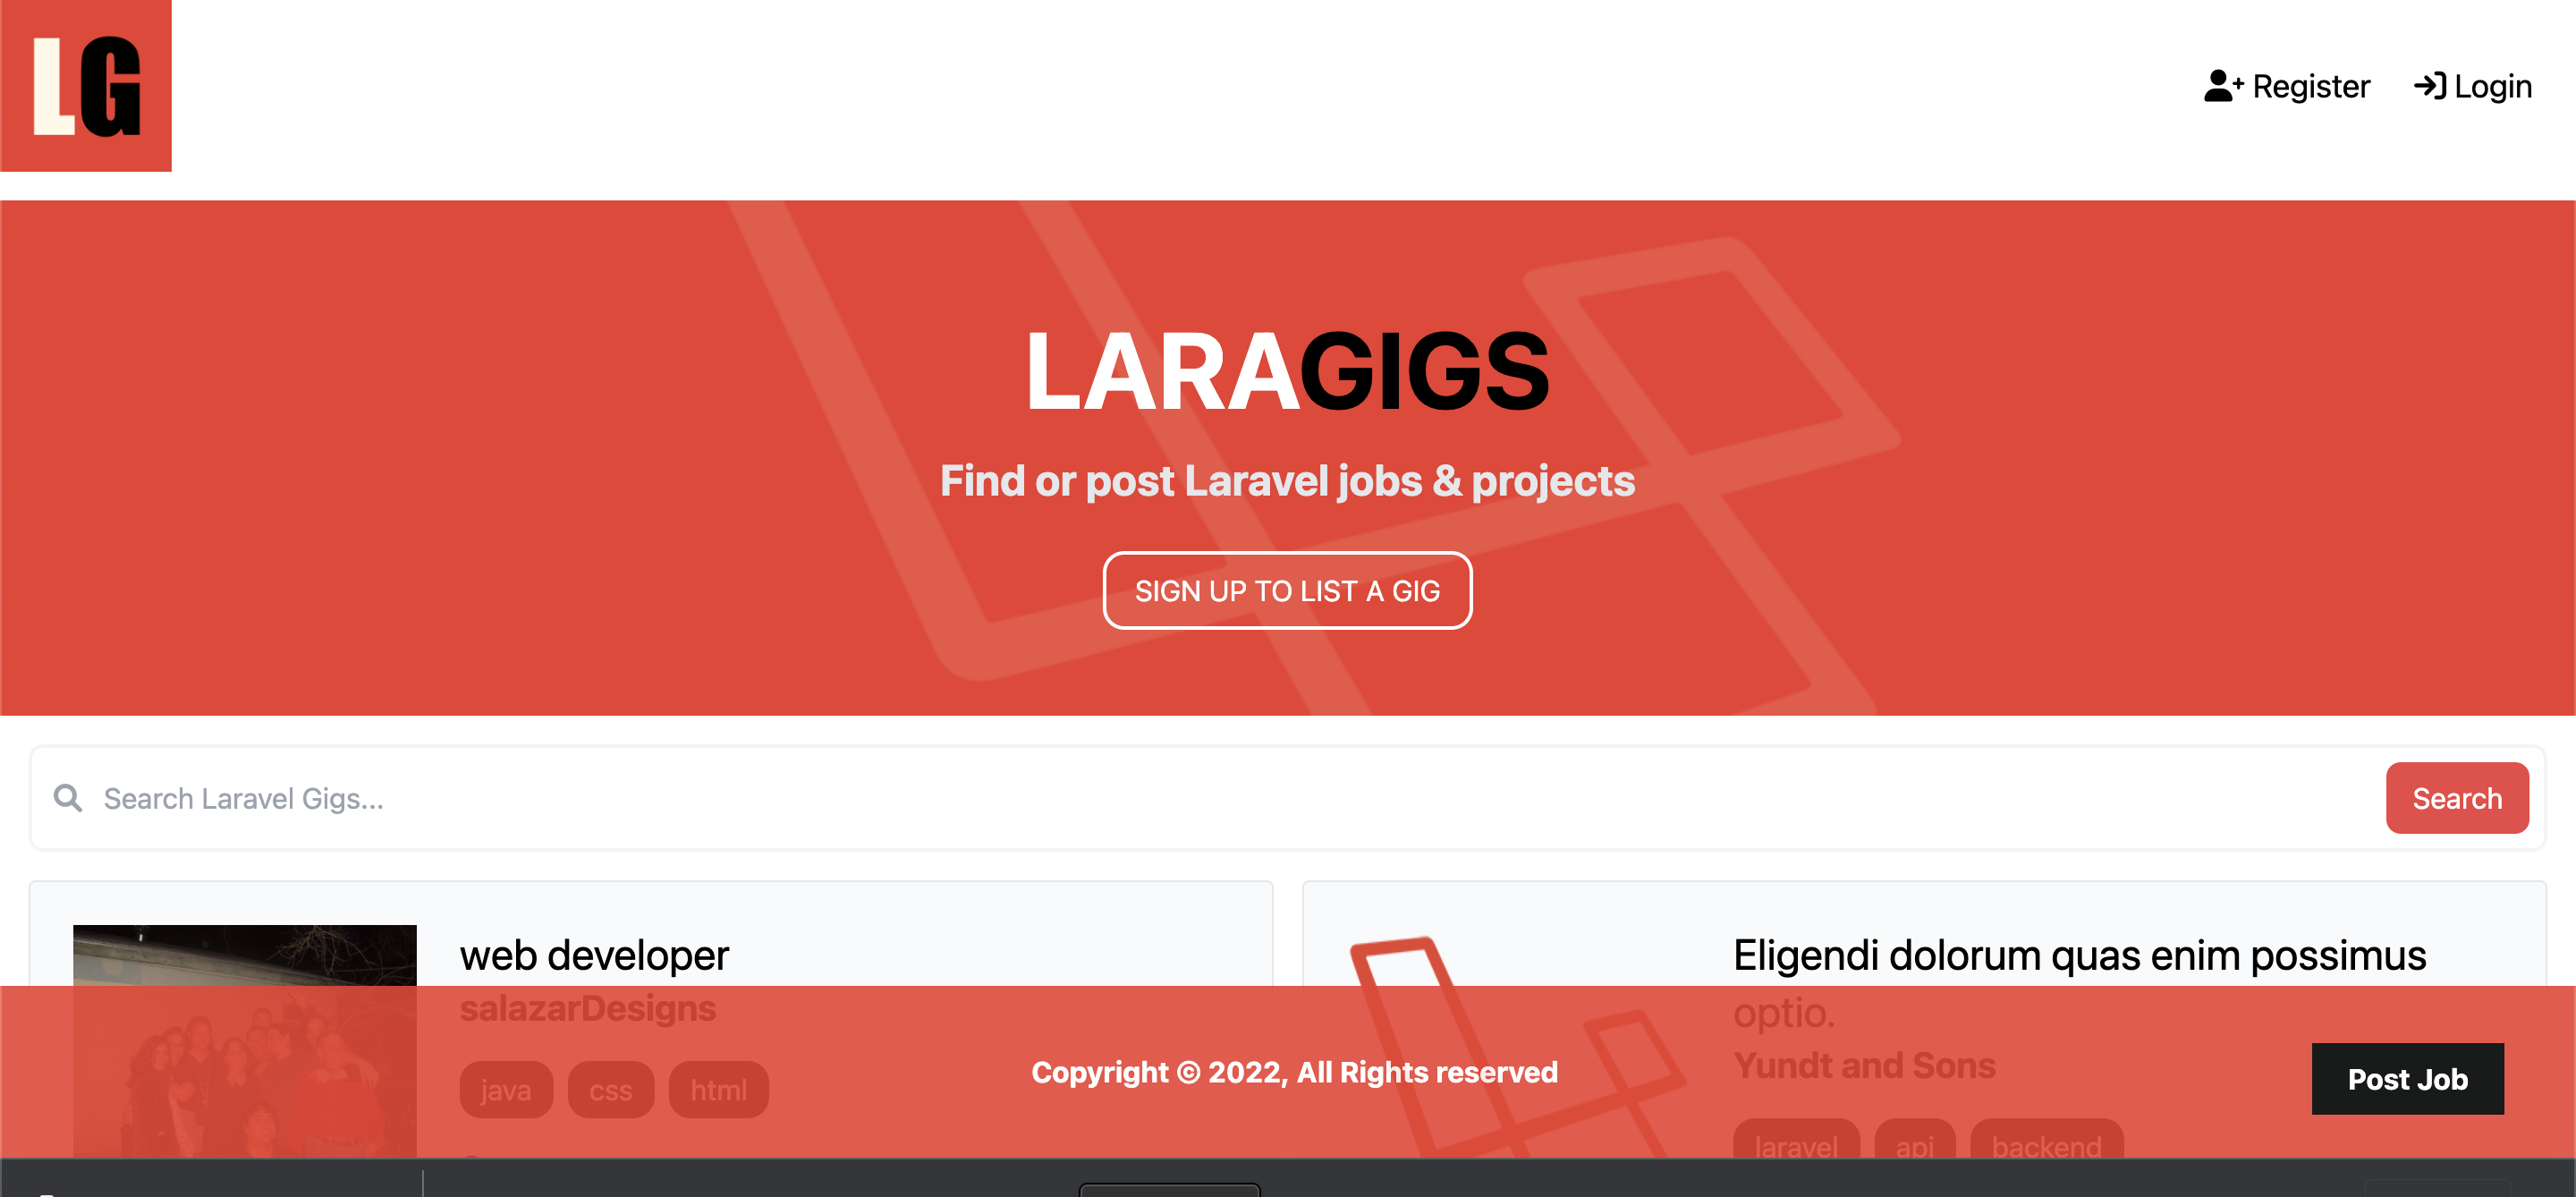 LG
Register
Login
LARAGIGS
Find or post Laravel jobs & projects
SIGN UP TO LIST A GIG
Search Laravel Gigs...
Search
web developer
salazarDesigns
java
css
html
Eligendi dolorum quas enim possimus
optio.
Yundt and Sons
laravel
api
backend
Copyright © 2022, All Rights reserved
Post Job